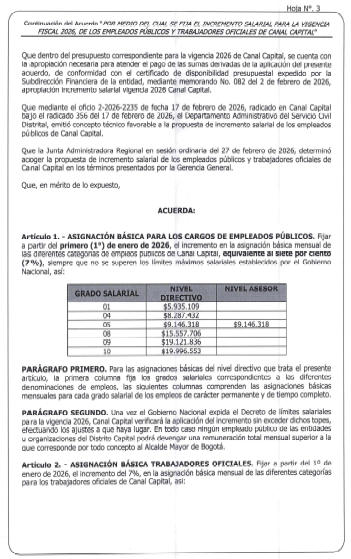 Hoja N°. 3
Continuación del Acuerdo "POR MEDIO DEL CUAL SE FIJA EL INCREMENTO SALARIAL PARA LA VIGENCIA
FISCAL 2026, DE LOS EMPLEADOS PÚBLICOS Y TRABAJADORES OFICIALES DE CANAL CAPITAL"
Que dentro del presupuesto correspondiente para la vigencia 2026 de Canal Capital, se cuenta con
la apropiación necesaria para atender el pago de las sumas derivadas de la aplicación del presente
acuerdo, de conformidad con el certificado de disponibilidad presupuestal expedido por la
Subdirección Financiera de la entidad, mediante memorando No. 082 del 2 de febrero de 2026,
apropiación incremento salarial vigencia 2026 Canal Capital.
Que mediante el oficio 2-2026-2235 de fecha 17 de febrero de 2026, radicado en Canal Capital
bajo el radicado 356 del 17 de febrero de 2026, el Departamento Administrativo del Servicio Civil
Distrital, emitió concepto técnico favorable a la propuesta de incremento salarial de los empleados
públicos de Canal Capital.
Que la Junta Administradora Regional en sesión ordinaria del 27 de febrero de 2026, determinó
acoger la propuesta de incremento salarial de los empleados públicos y trabajadores oficiales de
Canal Capital en los términos presentados por la Gerencia General.
Que, en mérito de lo expuesto,
ACUERDA:
Artículo 1. - ASIGNACIÓN BÁSICA PARA LOS CARGOS DE EMPLEADOS PÚBLICOS. Fijar
a partir del primero (1°) de enero de 2026, el incremento en la asignación básica mensual de
las diferentes categorías de empleos públicos de Canal Capital, equivalente al siete por ciento
(7%), siempre que no se superen los límites máximos salariales establecidos por el Gobierno
Nacional, así:
GRADO SALARIAL NIVEL DIRECTIVO NIVEL ASESOR
01 $5.935.109
04 $8.287.432
05 $9.146.318 $9.146.318
08 $15.557.706
09 $19.121.836
10 $19.996.553
PARÁGRAFO PRIMERO. Para las asignaciones básicas del nivel directivo que trata el presente
artículo, la primera columna fija los grados salariales correspondientes a las diferentes
denominaciones de empleo, las siguientes columnas comprenden las asignaciones básicas
mensuales para cada grado salarial de los empleos de carácter permanente y de tiempo completo.
PARÁGRAFO SEGUNDO. Una vez el Gobierno Nacional expida el Decreto de límites salariales
para la vigencia 2026, Canal Capital verificará la aplicación del incremento sin exceder dichos topes,
efectuando los ajustes a que haya lugar. En todo caso ningún empleado público de las entidades
u organizaciones del Distrito Capital podrá devengar una remuneración total mensual superior a la
que corresponde por todo concepto al Alcalde Mayor de Bogotá.
Artículo 2. - ASIGNACIÓN BÁSICA TRABAJADORES OFICIALES. Fijar a partir del 1º de
enero de 2026, el incremento del 7%, en la asignación básica mensual de las diferentes categorías
para los trabajadores oficiales de Canal Capital, así: